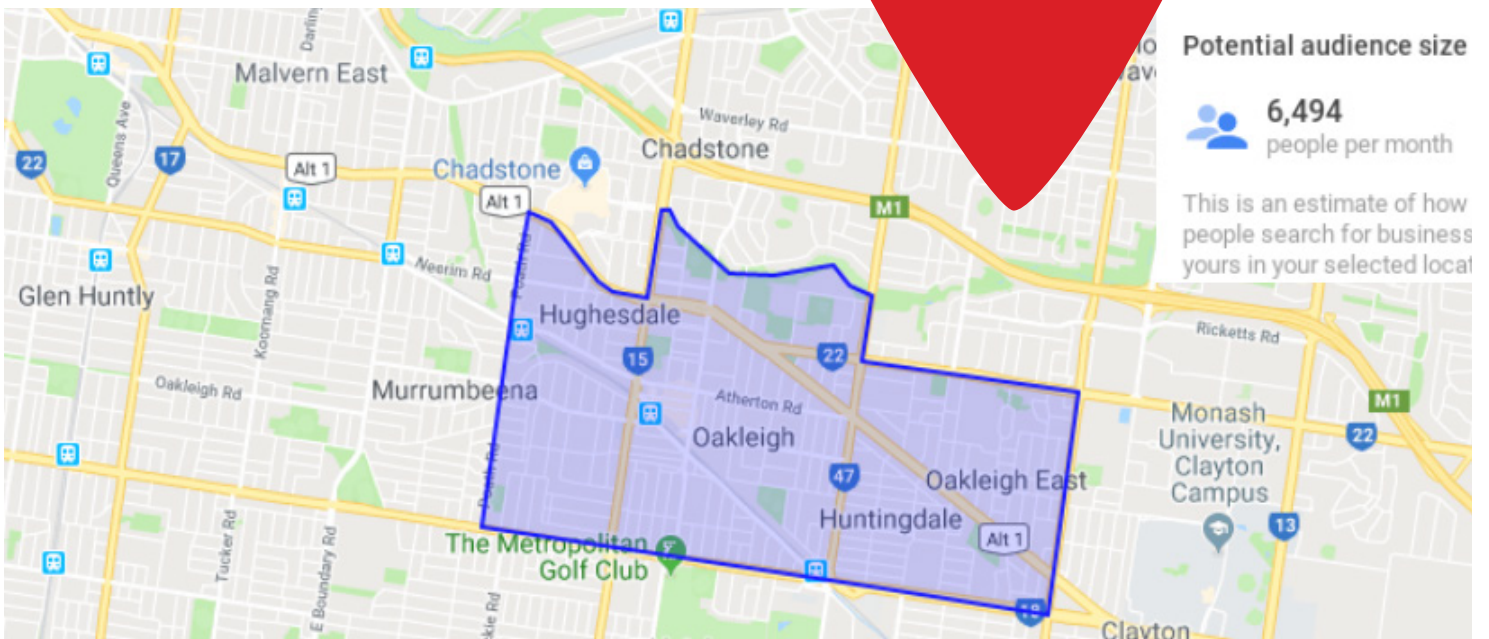 Darling
Malvern East
Queens Ave
22
17
Alt 1
Chadstone
Alt 1
Waverley Rd
Chadstone
M1
Potential audience size
6,494
people per month
This is an estimate of how
people search for business
yours in your selected locat
Neerim Rd
Glen Huntly
Koornang Rd
Hughesdale
15
22
Ricketts Rd
Oakleigh Rd
Murrumbeena
Atherton Rd
Oakleigh
M1
Monash
University,
Clayton
Campus
22
47
Oakleigh East
Huntingdale
Alt 1
13
The Metropolitan
Golf Club
Tucker Rd
E Boundary Rd
kie Rd
Clayton